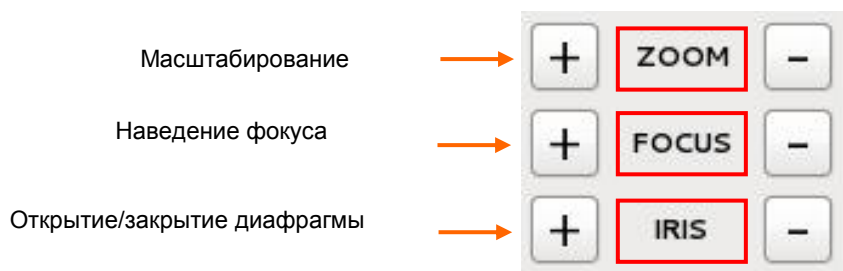 Масштабирование + ZOOM -
Наведение фокуса + FOCUS -
Открытие/закрытие диафрагмы + IRIS -